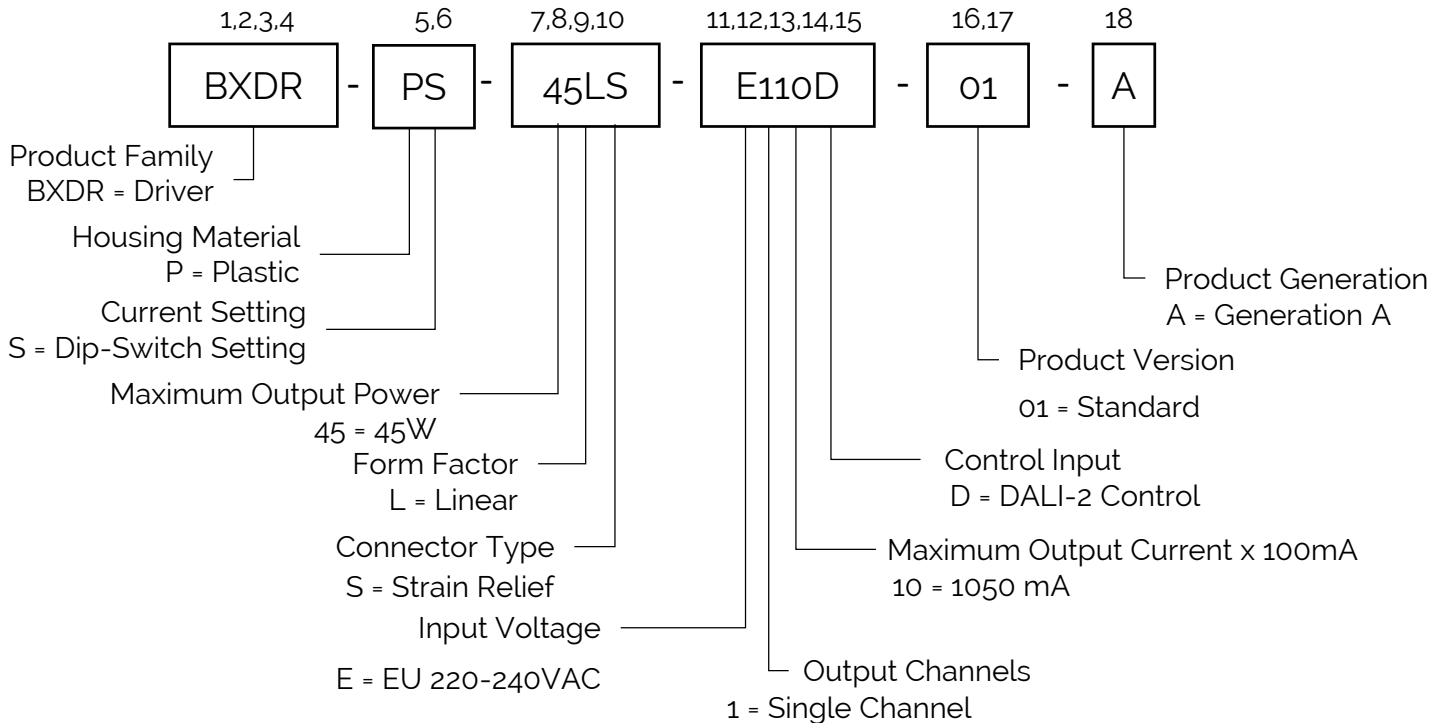 1,2,3,4 5,6 7,8,9,10 11,12,13,14,15 16,17 18
BXDR - PS - 45LS - E110D - 01 - A
Product Family
BXDR = Driver
Housing Material
P = Plastic
Current Setting
S = Dip-Switch Setting
Maximum Output Power
45 = 45W
Form Factor
L = Linear
Connector Type
S = Strain Relief
Input Voltage
E = EU 220-240VAC
Output Channels
1 = Single Channel
Maximum Output Current x 100mA
10 = 1050 mA
Control Input
D = DALI-2 Control
Product Version
01 = Standard
Product Generation
A = Generation A